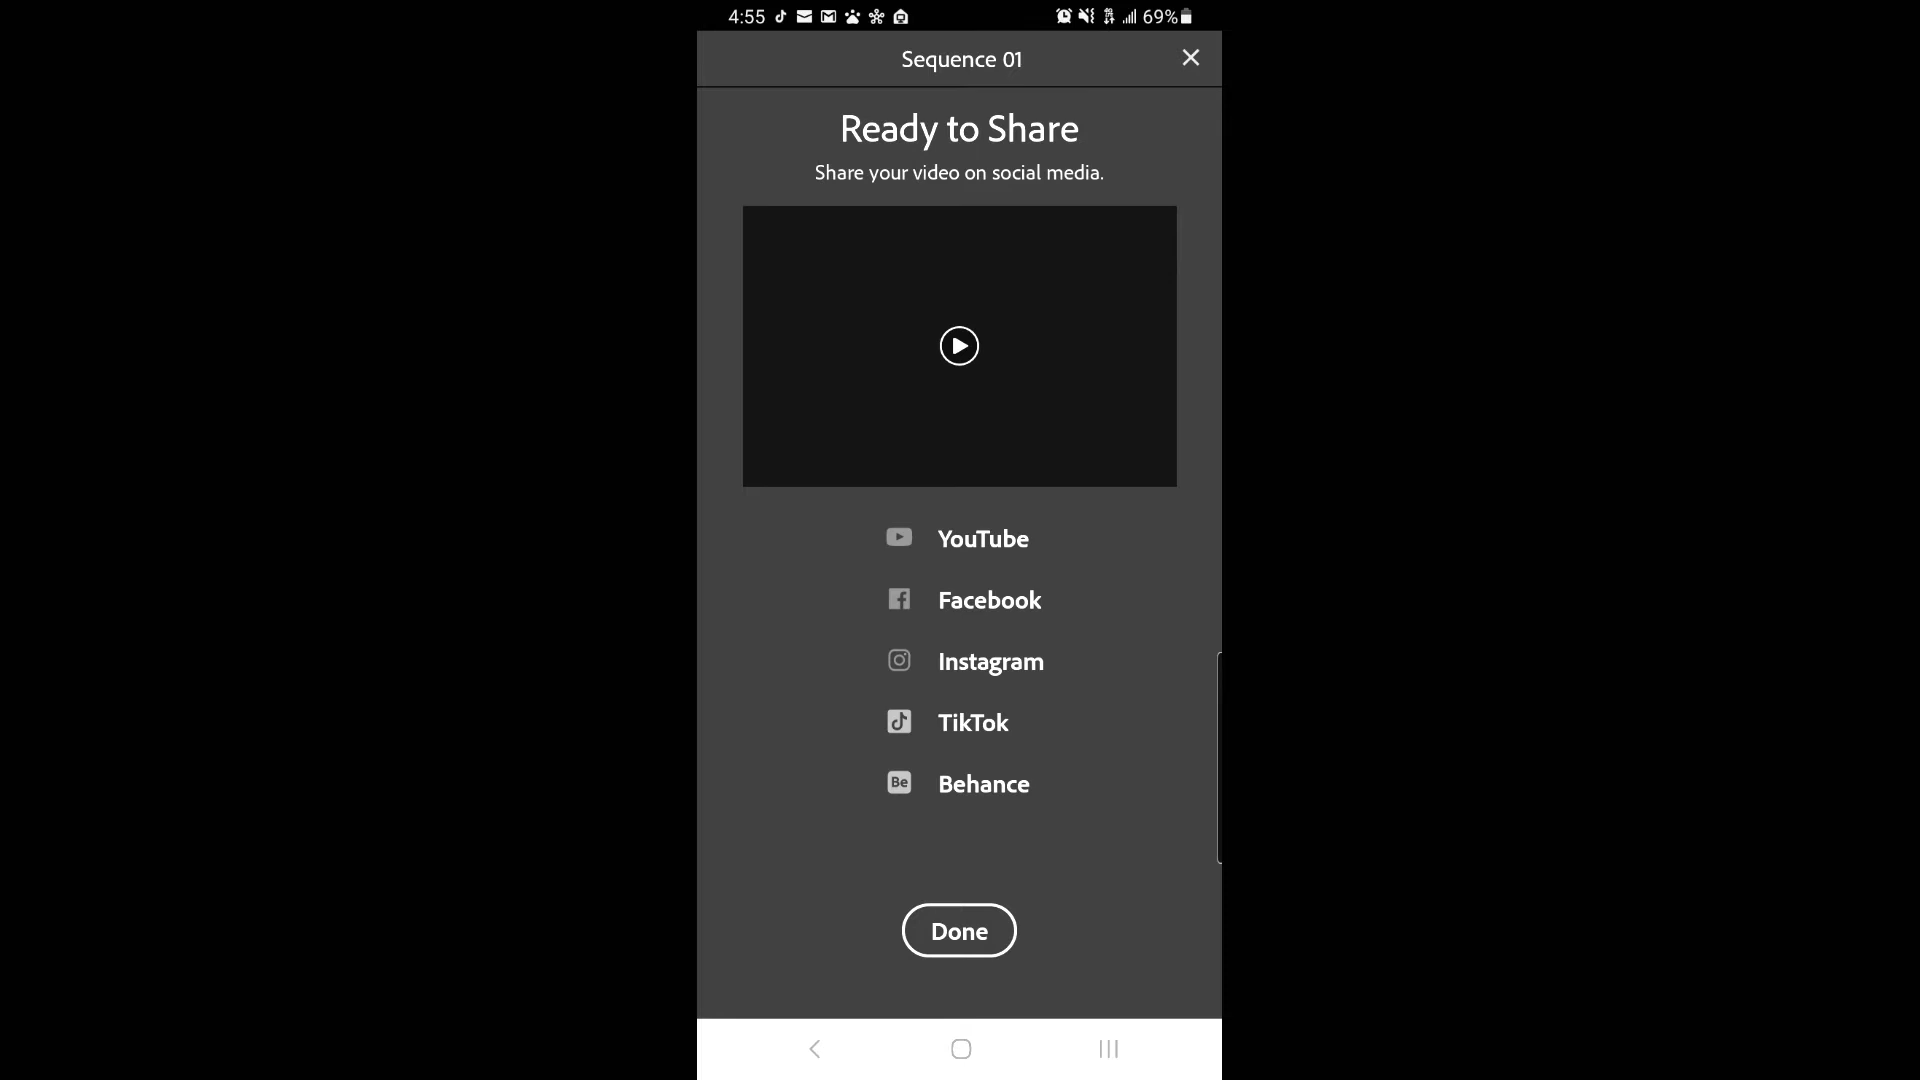 4:55 69%
Sequence 01
Ready to Share
Share your video on social media.
YouTube
Facebook
Instagram
TikTok
Be Behance
Done